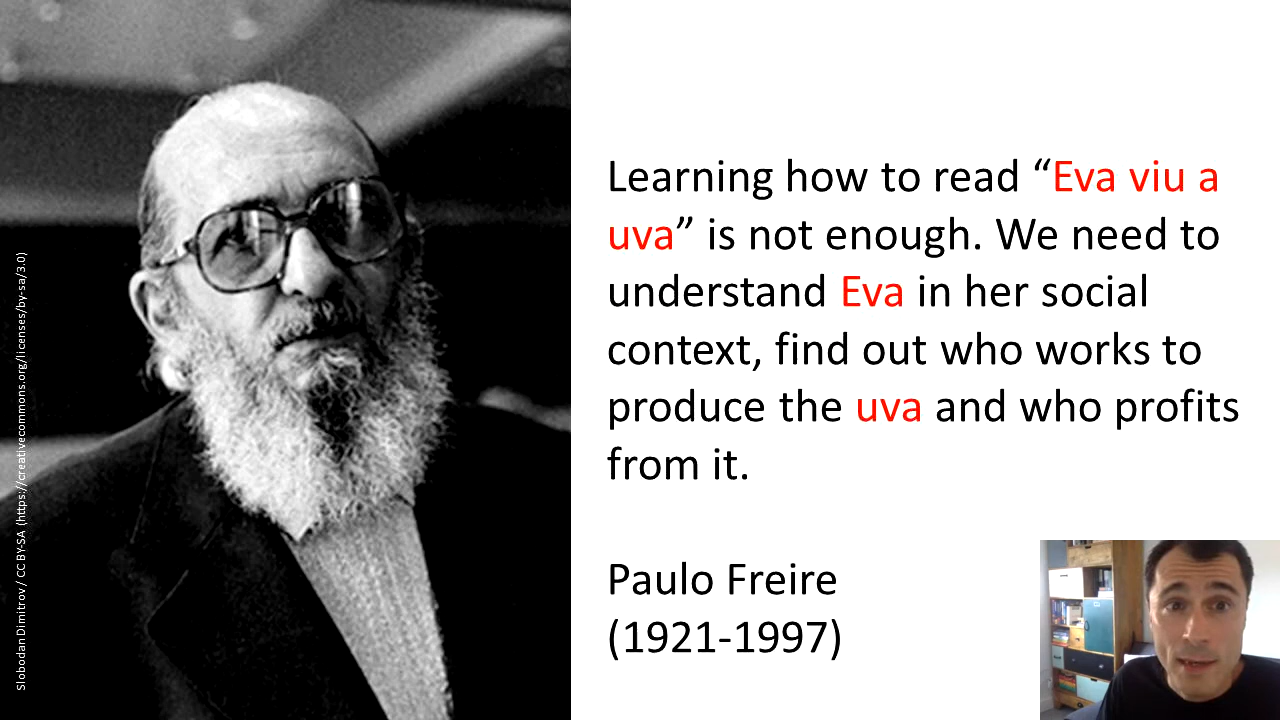 Learning how to read “Eva viu a
uva” is not enough. We need to
understand Eva in her social
context, find out who works to
produce the uva and who profits
from it.
Paulo Freire
(1921-1997)
Slobodan Dimitrov / CC BY-SA (https://creativecommons.org/licenses/by-sa/3.0)